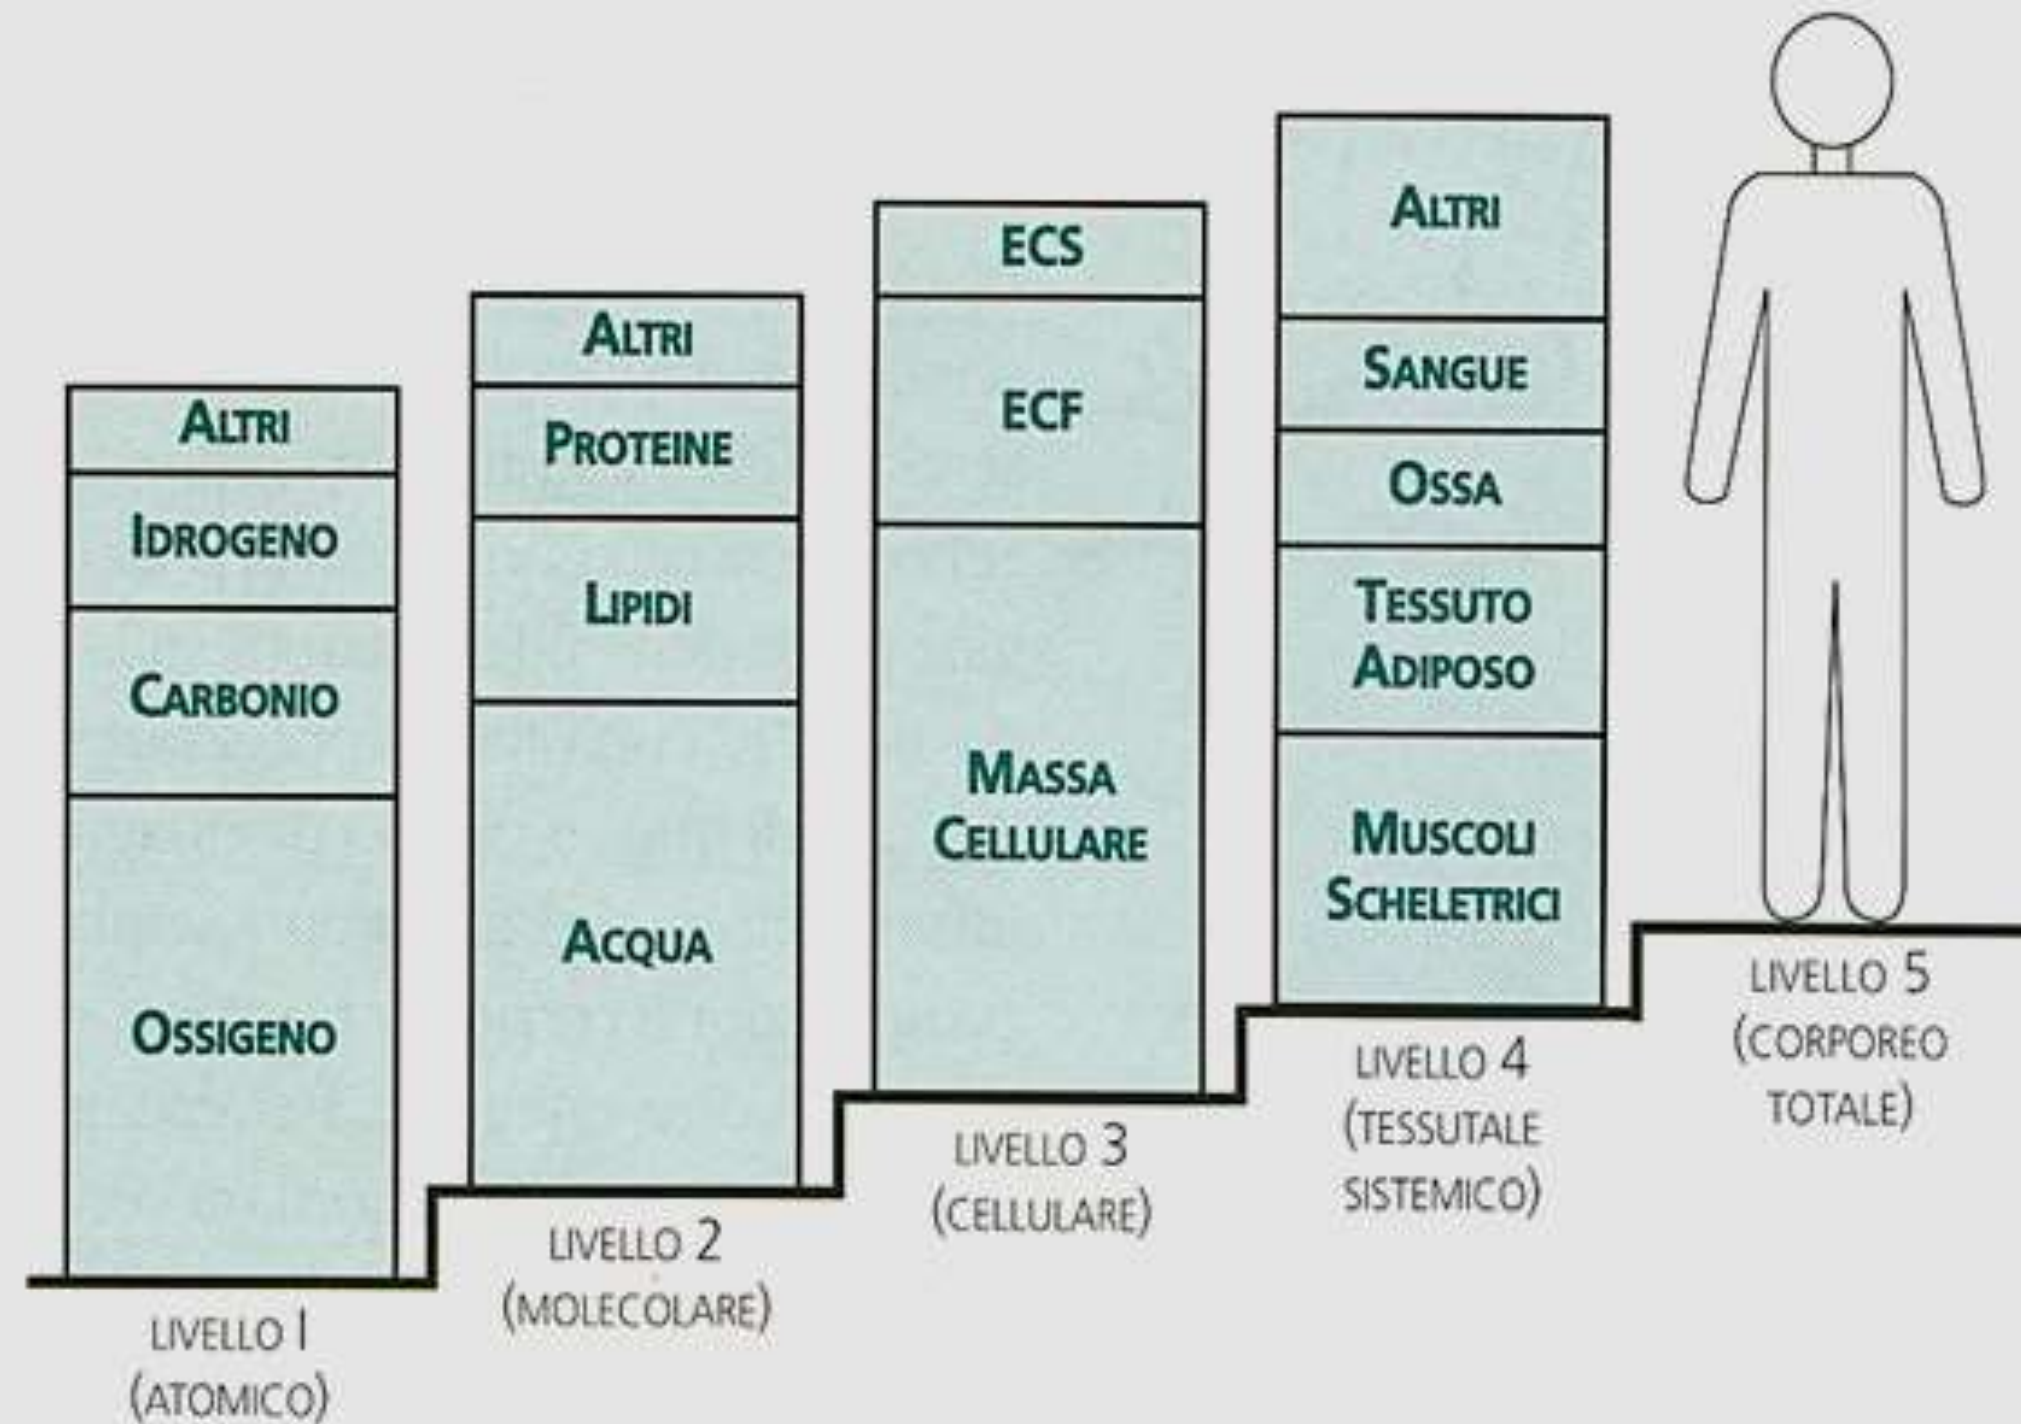 ALTRI
IDROGENO
CARBONIO
OSSIGENO
LIVELLO I
(ATOMICO)
ALTRI
PROTEINE
LIPIDI
ACQUA
LIVELLO 2
(MOLECOLARE)
ECS
ECF
MASSA
CELLULARE
LIVELLO 3
(CELLULARE)
ALTRI
SANGUE
OSSA
TESSUTO
ADIPOSO
MUSCOLI
SCHELETRICI
LIVELLO 4
(TESSUTALE
SISTEMICO)
LIVELLO 5
(CORPOREO
TOTALE)